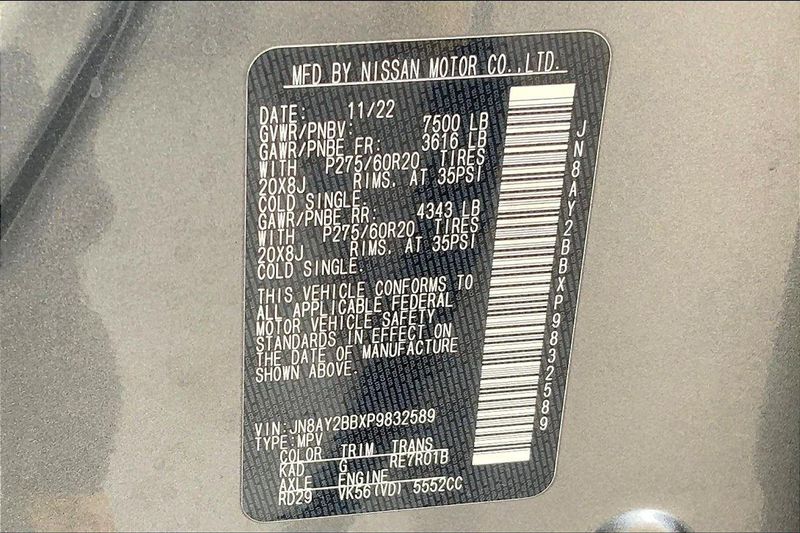 MFD BY NISSAN MOTOR CO.,LTD.
DATE: 11/22
GVWR/PNBV: 7500 LB
GAWR/PNBE FR: 3616 LB
WITH P275/60R20 TIRES
20X8J RIMS. AT 35PSI
COLD SINGLE.
GAWR/PNBE RR: 4343 LB
WITH P275/60R20 TIRES
20X8J RIMS. AT 35PSI
COLD SINGLE.
THIS VEHICLE CONFORMS TO
ALL APPLICABLE FEDERAL
MOTOR VEHICLE SAFETY
STANDARDS IN EFFECT ON
THE DATE OF MANUFACTURE
SHOWN ABOVE.
VIN:JN8AY2BBXP9832589
TYPE:MPV
COLOR TRIM TRANS
KAD G RE7R01B
AXLE ENGINE
RD29 VK56(VD) 5552CC
JN8AY2BBXP9832589